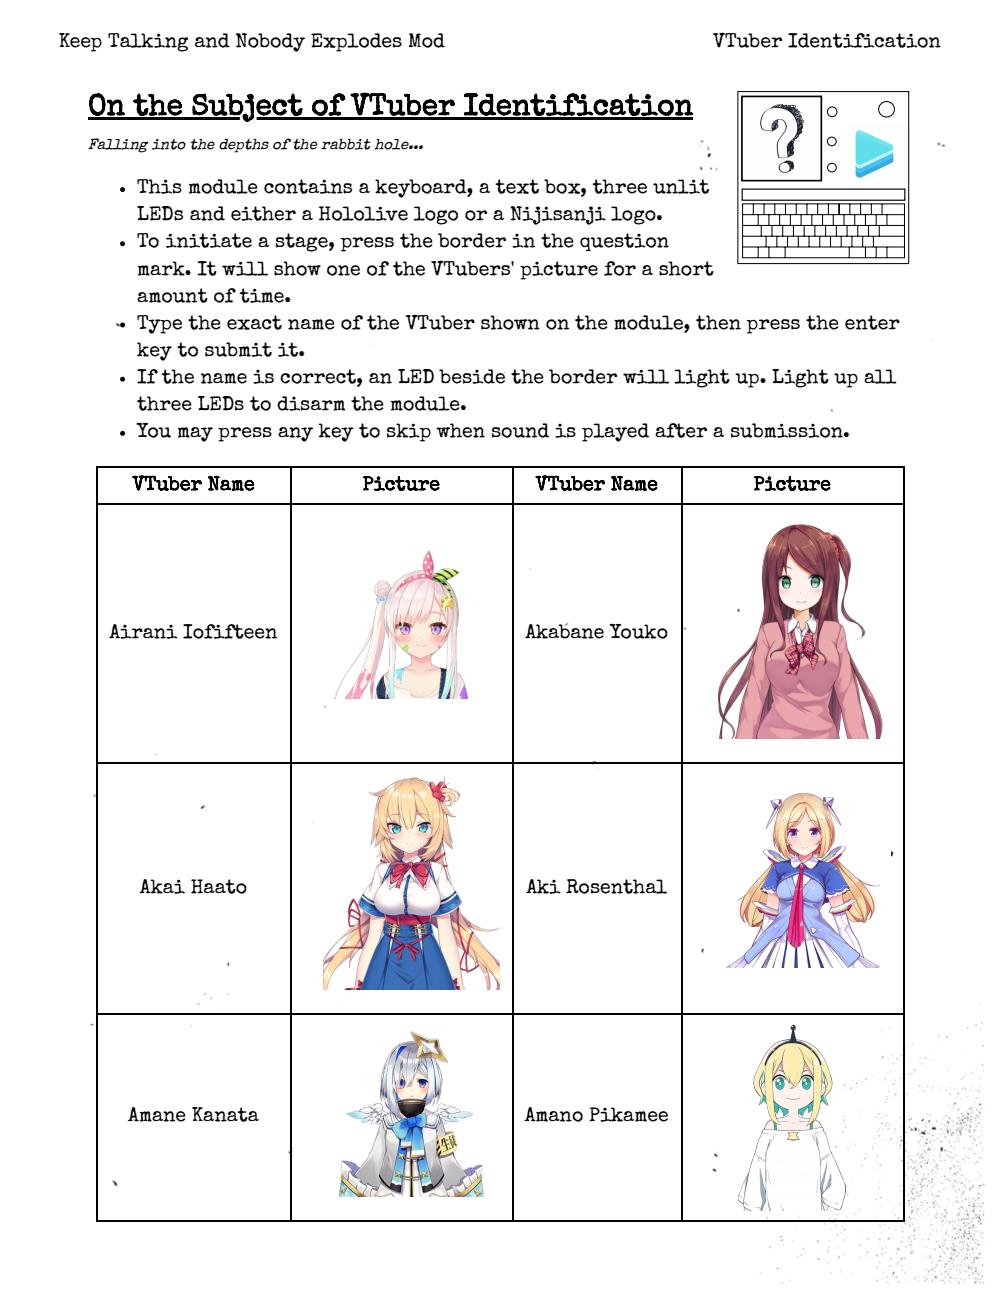 Keep Talking and Nobody Explodes Mod
VTuber Identification
On the Subject of VTuber Identification
Falling into the depths of the rabbit hole...
• This module contains a keyboard, a text box, three unlit
LEDs and either a Hololive logo or a Nijisanji logo.
• To initiate a stage, press the border in the question
mark. It will show one of the VTubers' picture for a short
amount of time.
• Type the exact name of the VTuber shown on the module, then press the enter
key to submit it.
• If the name is correct, an LED beside the border will light up. Light up all
three LEDs to disarm the module.
• You may press any key to skip when sound is played after a submission.
VTuber Name Picture VTuber Name Picture
Airani Iofifteen Akabane Youko
Akai Haato Aki Rosenthal
Amane Kanata Amano Pikamee
生徒